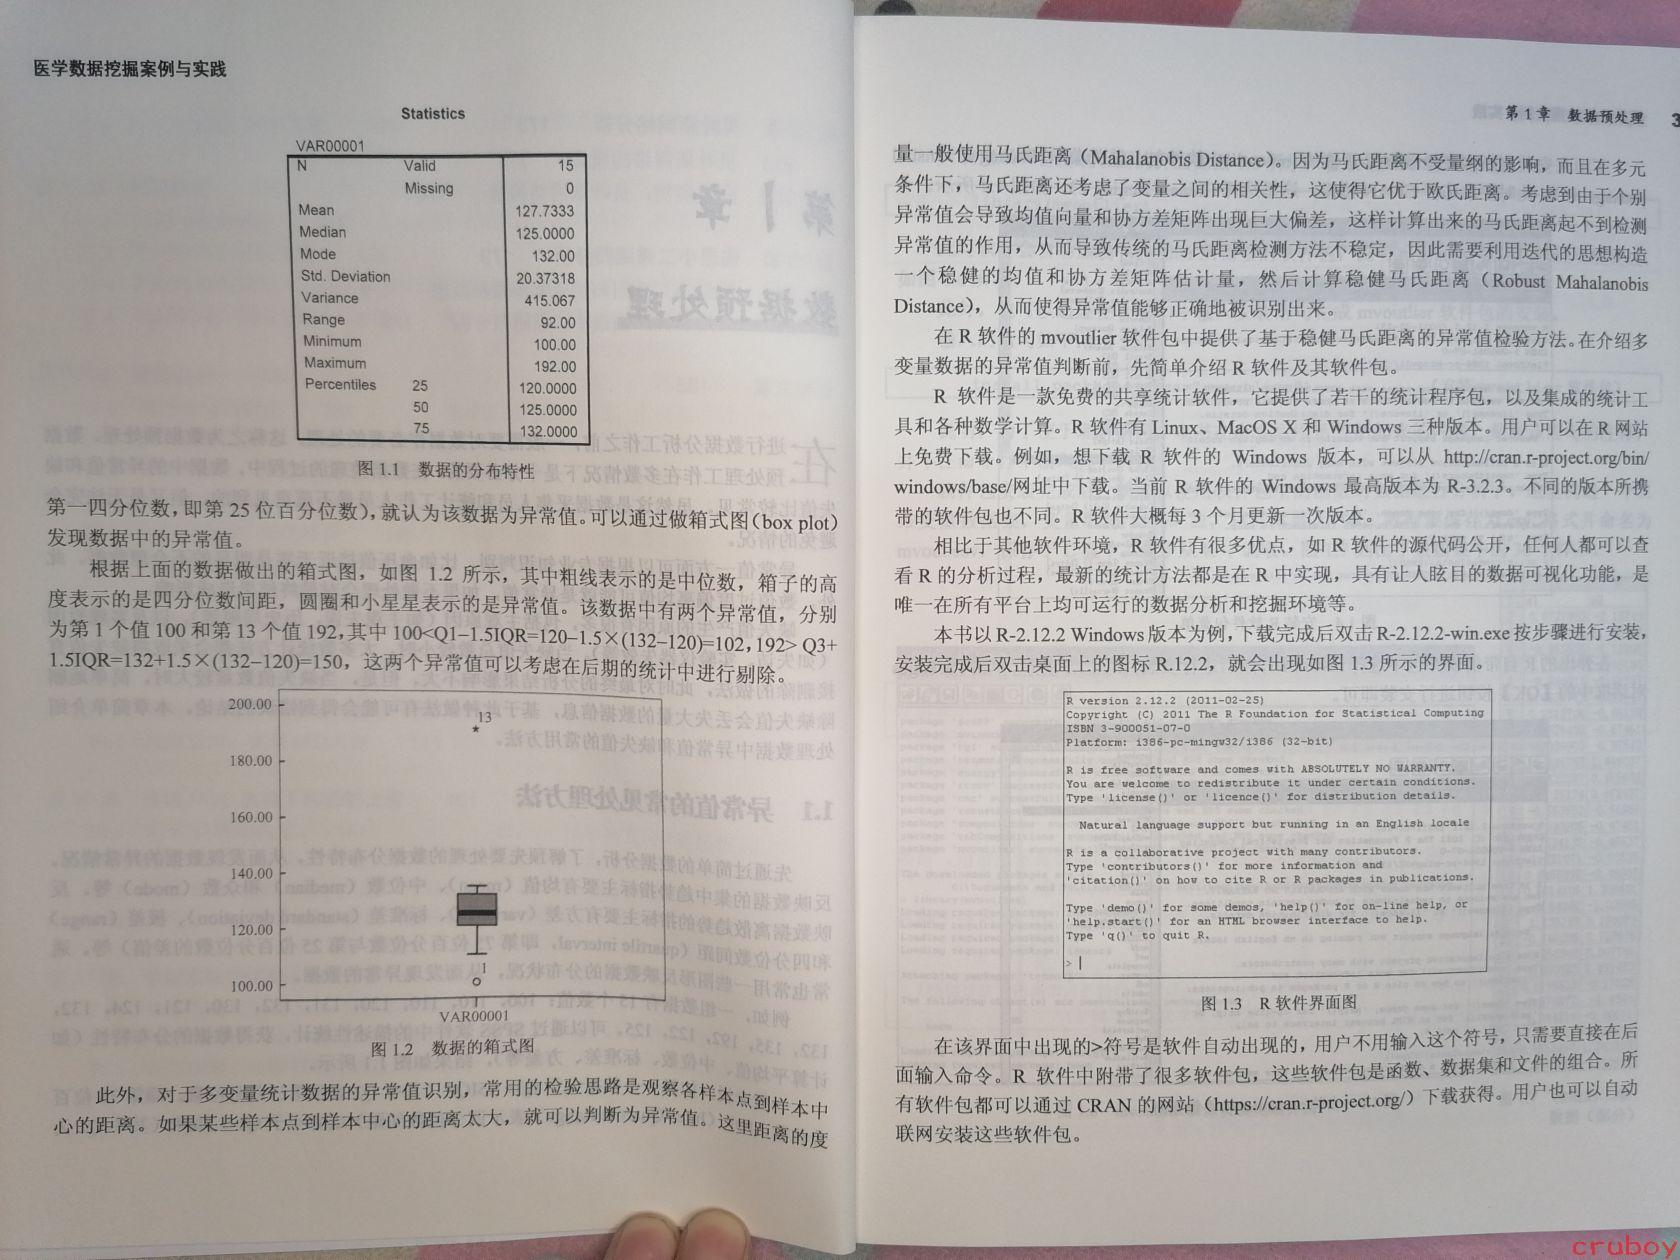 医学数据挖掘案例与实践
Statistics
VAR00001
N Valid 15
Missing 0
Mean 127.7333
Median 125.0000
Mode 132.00
Std. Deviation 20.37318
Variance 415.067
Range 92.00
Minimum 100.00
Maximum 192.00
Percentiles 25 120.0000
50 125.0000
75 132.0000
图 1.1 数据的分布特性
第一四分位数，即第 25 位百分位数)，就认为该数据为异常值。可以通过做箱式图(box plot)
发现数据中的异常值。
根据上面的数据做出的箱式图，如图 1.2 所示，其中粗线表示的是中位数，箱子的高
度表示的是四分位数间距，圆圈和小星星表示的是异常值。该数据中有两个异常值，分别
为第 1 个值 100 和第 13 个值 192,其中 100<Q1–1.5IQR=120–1.5×(132–120)=102, 192> Q3+
1.5IQR=132+1.5×(132–120)=150，这两个异常值可以考虑在后期的统计中进行剔除。
200.00
13
*
180.00
160.00
140.00
120.00
1
100.00
VAR00001
图 1.2 数据的箱式图
此外，对于多变量统计数据的异常值识别，常用的检验思路是观察各样本点到样本中
心的距离。如果某些样本点到样本中心的距离太大，就可以判断为异常值。这里距离的度
第 1 章 数据预处理 3
量一般使用马氏距离（Mahalanobis Distance）。因为马氏距离不受量纲的影响，而且在多元
条件下，马氏距离还考虑了变量之间的相关性，这使得它优于欧氏距离。考虑到由于个别
异常值会导致均值向量和协方差矩阵出现巨大偏差，这样计算出来的马氏距离起不到检测
异常值的作用，从而导致传统的马氏距离检测方法不稳定，因此需要利用迭代的思想构造
一个稳健的均值和协方差矩阵估计量，然后计算稳健马氏距离（Robust Mahalanobis
Distance)，从而使得异常值能够正确地被识别出来。
在 R 软件的 mvoutlier 软件包中提供了基于稳健马氏距离的异常值检验方法。在介绍多
变量数据的异常值判断前，先简单介绍 R 软件及其软件包。
R 软件是一款免费的共享统计软件，它提供了若干的统计程序包，以及集成的统计工
具和各种数学计算。R 软件有 Linux、MacOS X 和 Windows 三种版本。用户可以在 R 网站
上免费下载。例如，想下载 R 软件的 Windows 版本，可以从 http://cran.r-project.org/bin/
windows/base/网址中下载。当前 R 软件的 Windows 最高版本为 R-3.2.3。不同的版本所携
带的软件包也不同。R 软件大概每 3 个月更新一次版本。
相比于其他软件环境，R 软件有很多优点，如 R 软件的源代码公开，任何人都可以查
看 R 的分析过程，最新的统计方法都是在 R 中实现，具有让人眩目的数据可视化功能，是
唯一在所有平台上均可运行的数据分析和挖掘环境等。
本书以 R-2.12.2 Windows 版本为例，下载完成后双击 R-2.12.2-win.exe 按步骤进行安装，
安装完成后双击桌面上的图标 R.12.2，就会出现如图 1.3 所示的界面。
R version 2.12.2 (2011-02-25)
Copyright (C) 2011 The R Foundation for Statistical Computing
ISBN 3-900051-07-0
Platform: i386-pc-mingw32/i386 (32-bit)
R is free software and comes with ABSOLUTELY NO WARRANTY.
You are welcome to redistribute it under certain conditions.
Type 'license()' or 'licence()' for distribution details.
Natural language support but running in an English locale
R is a collaborative project with many contributors.
Type 'contributors()' for more information and
'citation()' on how to cite R or R packages in publications.
Type 'demo()' for some demos, 'help()' for on-line help, or
'help.start()' for an HTML browser interface to help.
Type 'q()' to quit R.
> |
图 1.3 R 软件界面图
在该界面中出现的>符号是软件自动出现的，用户不用输入这个符号，只需要直接在后
面输入命令。R 软件中附带了很多软件包，这些软件包是函数、数据集和文件的组合。所
有软件包都可以通过 CRAN 的网站（https://cran.r-project.org/）下载获得。用户也可以自动
联网安装这些软件包。
cruboy